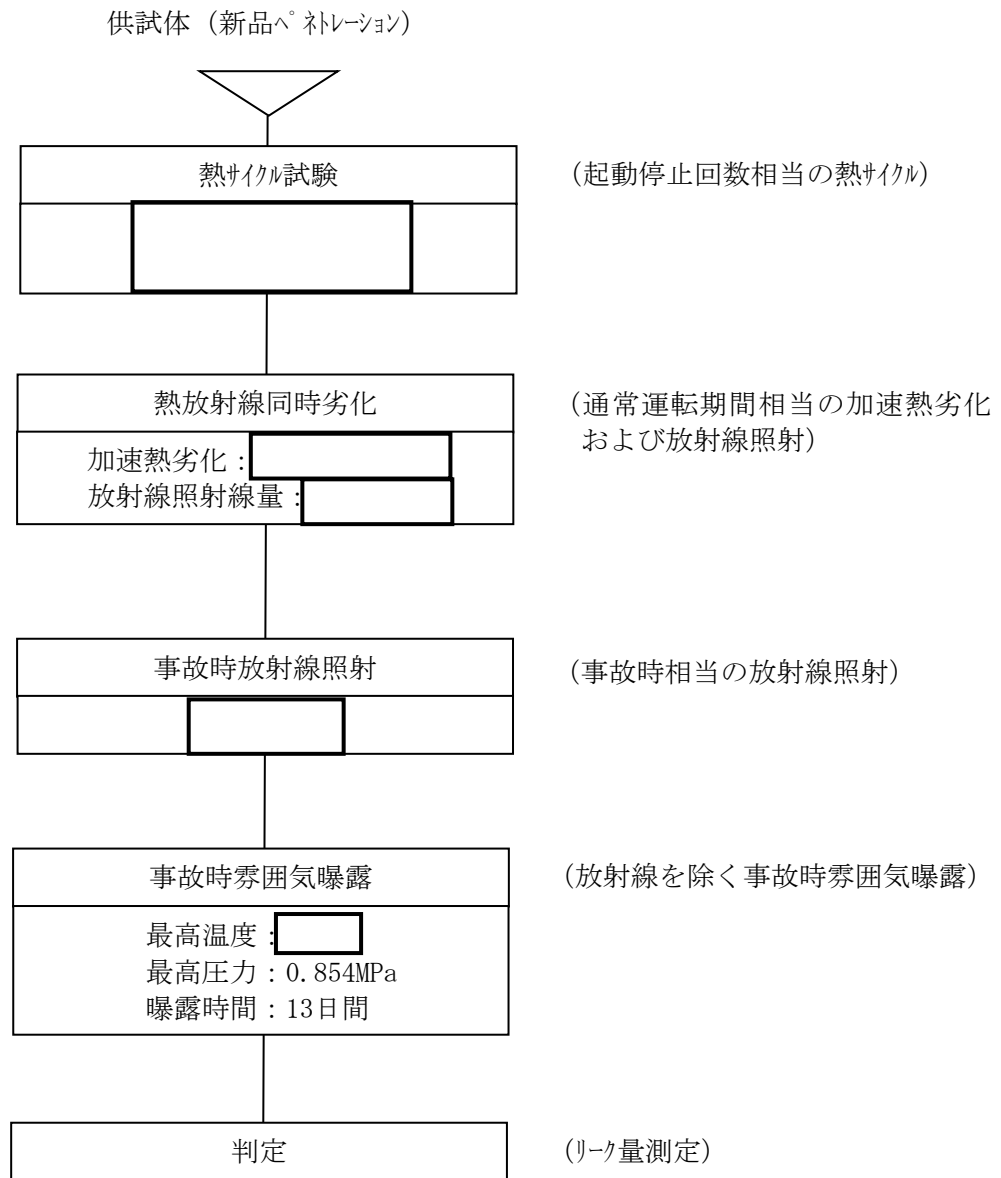 供試体（新品ﾍﾟﾈﾄﾚｰｼｮﾝ）
熱ｻｲｸﾙ試験
（起動停止回数相当の熱ｻｲｸﾙ）
熱放射線同時劣化
（通常運転期間相当の加速熱劣化
および放射線照射）
加速熱劣化：
放射線照射線量：
事故時放射線照射
（事故時相当の放射線照射）
事故時雰囲気曝露
（放射線を除く事故時雰囲気曝露）
最高温度：
最高圧力：0.854MPa
曝露時間：13日間
判定
（ﾘｰｸ量測定）